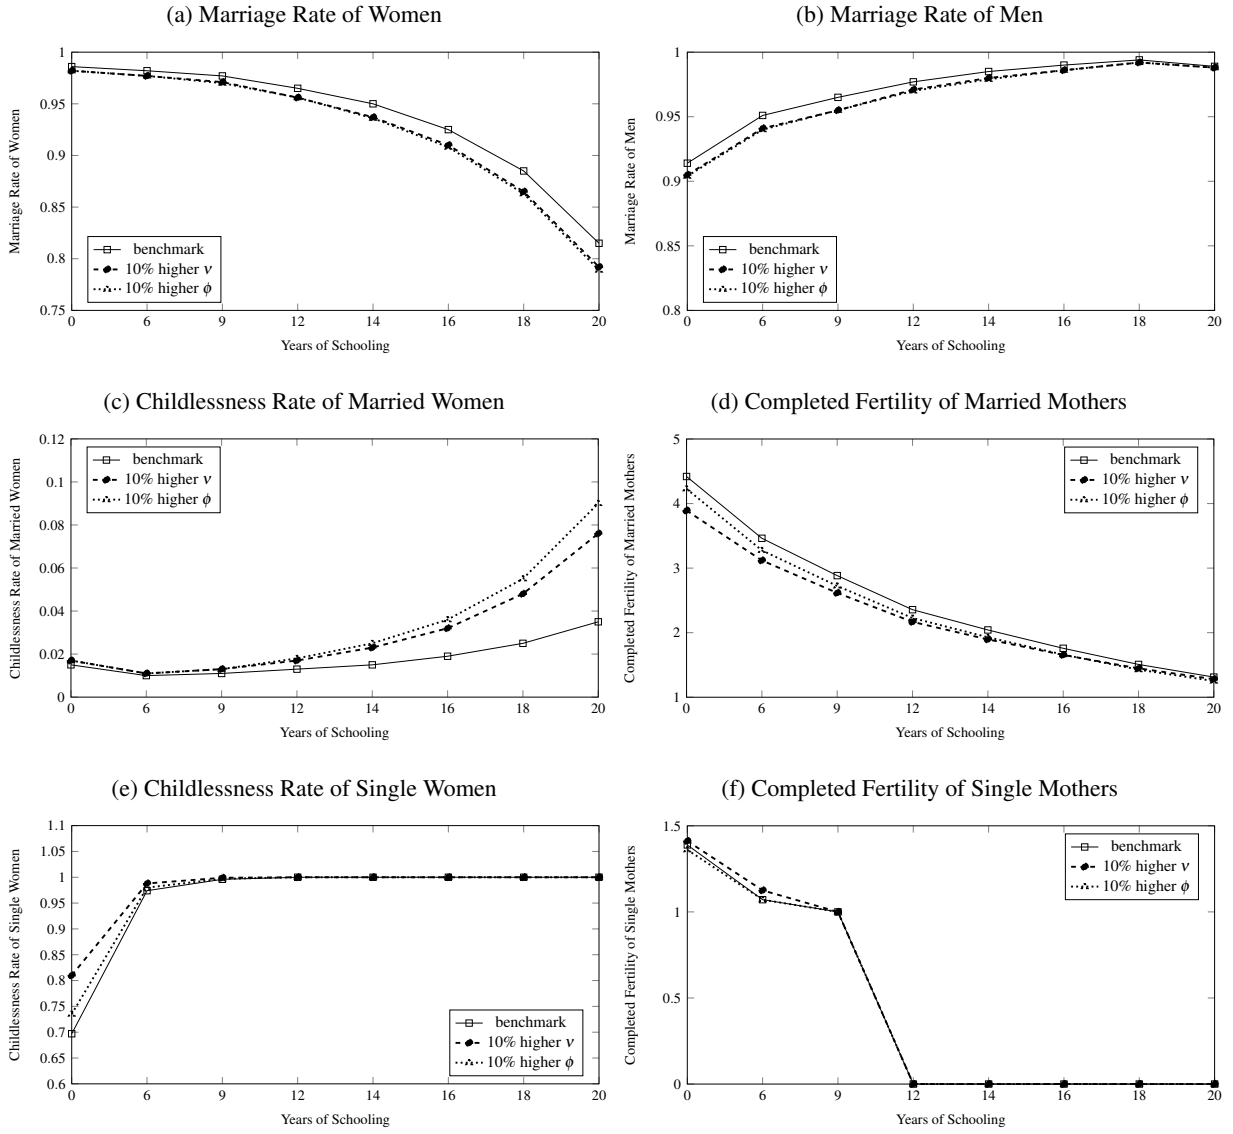 (a) Marriage Rate of Women
1
0.95
0.9
0.85
0.8
0.75
Marriage Rate of Women
benchmark
10% higher ν
10% higher ϕ
0 6 9 12 14 16 18 20
Years of Schooling
(b) Marriage Rate of Men
1
0.95
0.9
0.85
0.8
Marriage Rate of Men
benchmark
10% higher ν
10% higher ϕ
0 6 9 12 14 16 18 20
Years of Schooling
(c) Childlessness Rate of Married Women
0.12
0.1
0.08
0.06
0.04
0.02
0
Childlessness Rate of Married Women
benchmark
10% higher ν
10% higher ϕ
0 6 9 12 14 16 18 20
Years of Schooling
(d) Completed Fertility of Married Mothers
5
4
3
2
1
Completed Fertility of Married Mothers
benchmark
10% higher ν
10% higher ϕ
0 6 9 12 14 16 18 20
Years of Schooling
(e) Childlessness Rate of Single Women
1.1
1.05
1
0.95
0.9
0.85
0.8
0.75
0.7
0.65
0.6
Childlessness Rate of Single Women
benchmark
10% higher ν
10% higher ϕ
0 6 9 12 14 16 18 20
Years of Schooling
(f) Completed Fertility of Single Mothers
1.5
1
0.5
0
Completed Fertility of Single Mothers
benchmark
10% higher ν
10% higher ϕ
0 6 9 12 14 16 18 20
Years of Schooling